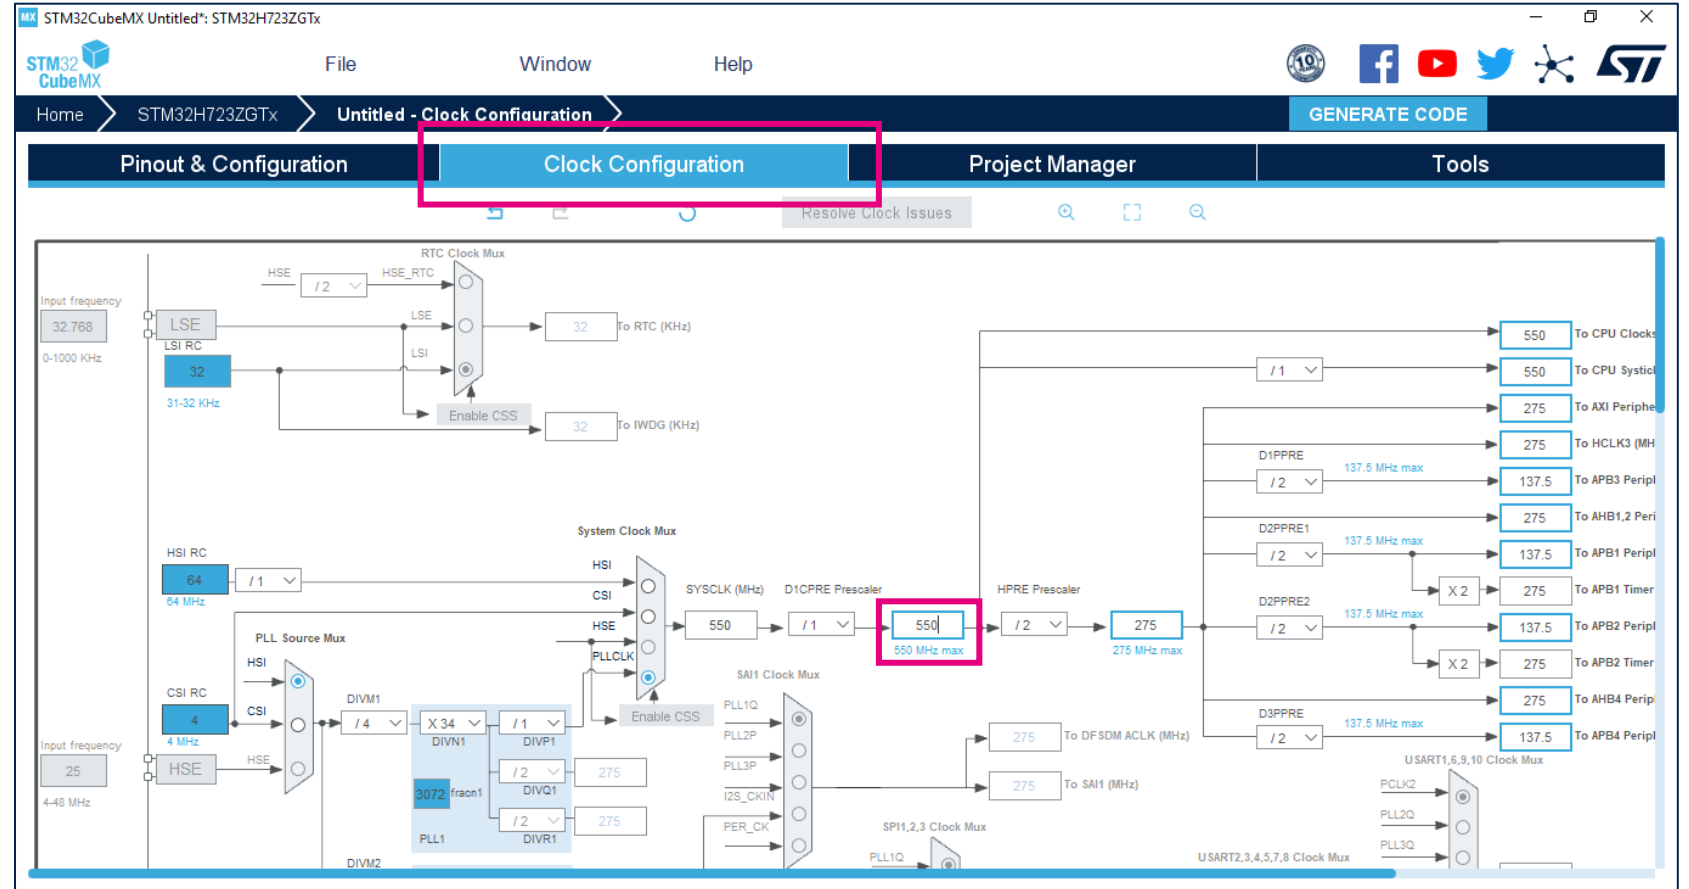 MX STM32CubeMX Untitled*: STM32H723ZGTx
STM32 CubeMX
File Window Help
10
Home STM32H723ZGTx Untitled - Clock Configuration GENERATE CODE
Pinout & Configuration Clock Configuration Project Manager Tools
Resolve Clock Issues
RTC Clock Mux
HSE / 2 HSE_RTC
Input frequency
32.768 LSE LSE 32 To RTC (KHz)
0-1000 KHz
LSI RC LSI
32
31-32 KHz
Enable CSS
32 To IWDG (KHz)
550 To CPU Clocks
/ 1 550 To CPU Systicl
275 To AXI Periphe
275 To HCLK3 (MH
D1PPRE
/ 2 137.5 MHz max 137.5 To APB3 Peripl
275 To AHB1,2 Peri
D2PPRE1
/ 2 137.5 MHz max 137.5 To APB1 Peripl
X 2 275 To APB1 Timer
D2PPRE2
/ 2 137.5 MHz max 137.5 To APB2 Peripl
X 2 275 To APB2 Timer
275 To AHB4 Peripl
D3PPRE
/ 2 137.5 MHz max 137.5 To APB4 Peripl
System Clock Mux
HSI RC HSI
64 / 1
64 MHz
CSI SYSCLK (MHz) D1CPRE Prescaler HPRE Prescaler
HSE 550 / 1 550 / 2 275
PLLCLK 550 MHz max 275 MHz max
Enable CSS
PLL Source Mux
HSI
CSI RC
4 CSI
4 MHz
Input frequency
25 HSE HSE
4-48 MHz
DIVM1
/ 4 X 34 / 1
DIVN1 DIVP1
/ 2 275
3072 fracn1 DIVQ1
/ 2 275
PLL1 DIVR1
DIVM2
SAI1 Clock Mux
PLL1Q
PLL2P 275 To DFSDM ACLK (MHz)
PLL3P
I2S_CKIN 275 To SAI1 (MHz)
PER_CK
SPI1,2,3 Clock Mux
PLL1Q
USART1,6,9,10 Clock Mux
PCLK2
PLL2Q
PLL3Q
USART2,3,4,5,7,8 Clock Mux